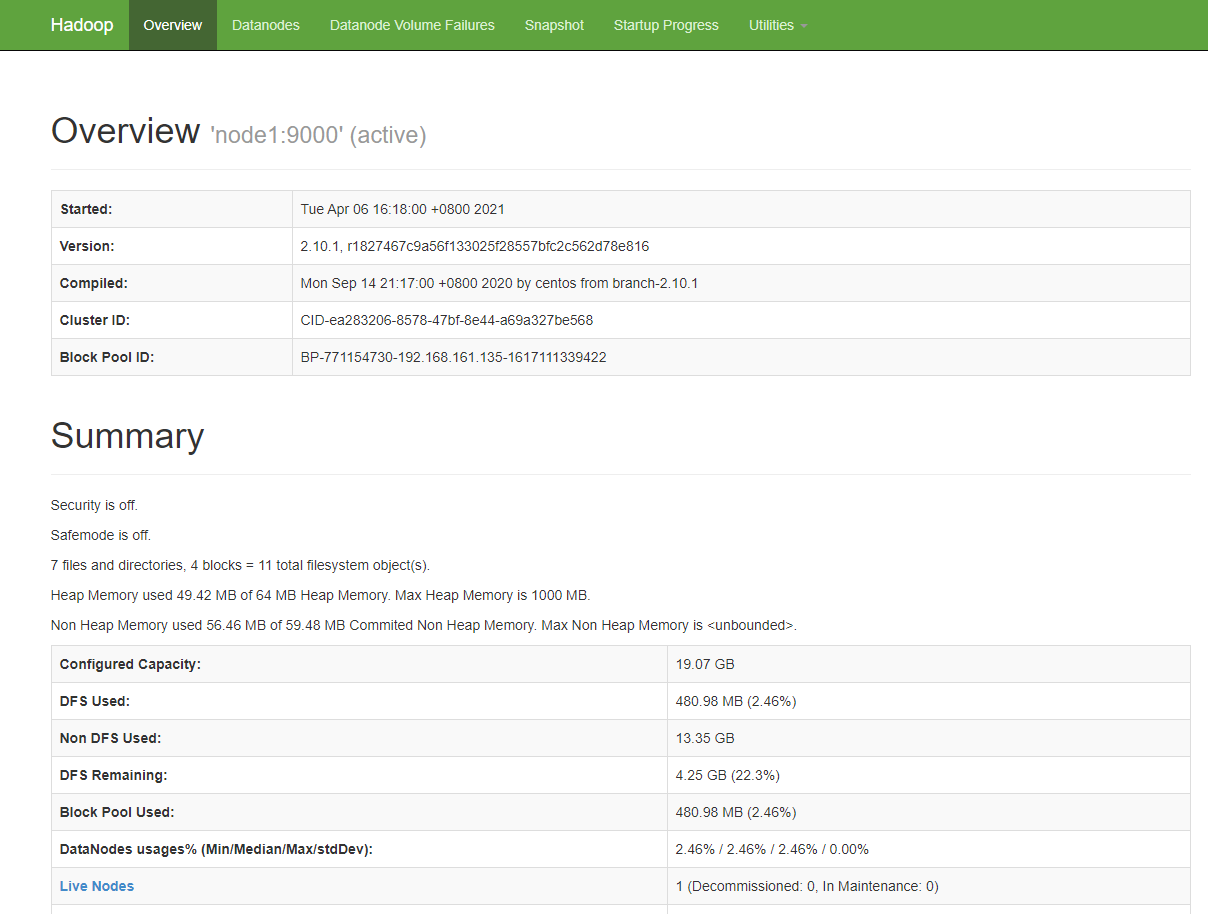 Hadoop Overview Datanodes Datanode Volume Failures Snapshot Startup Progress Utilities
Overview 'node1:9000' (active)
Started: Tue Apr 06 16:18:00 +0800 2021
Version: 2.10.1, r1827467c9a56f133025f28557bfc2c562d78e816
Compiled: Mon Sep 14 21:17:00 +0800 2020 by centos from branch-2.10.1
Cluster ID: CID-ea283206-8578-47bf-8e44-a69a327be568
Block Pool ID: BP-771154730-192.168.161.135-1617111339422
Summary
Security is off.
Safemode is off.
7 files and directories, 4 blocks = 11 total filesystem object(s).
Heap Memory used 49.42 MB of 64 MB Heap Memory. Max Heap Memory is 1000 MB.
Non Heap Memory used 56.46 MB of 59.48 MB Commited Non Heap Memory. Max Non Heap Memory is <unbounded>.
Configured Capacity: 19.07 GB
DFS Used: 480.98 MB (2.46%)
Non DFS Used: 13.35 GB
DFS Remaining: 4.25 GB (22.3%)
Block Pool Used: 480.98 MB (2.46%)
DataNodes usages% (Min/Median/Max/stdDev): 2.46% / 2.46% / 2.46% / 0.00%
Live Nodes 1 (Decommissioned: 0, In Maintenance: 0)